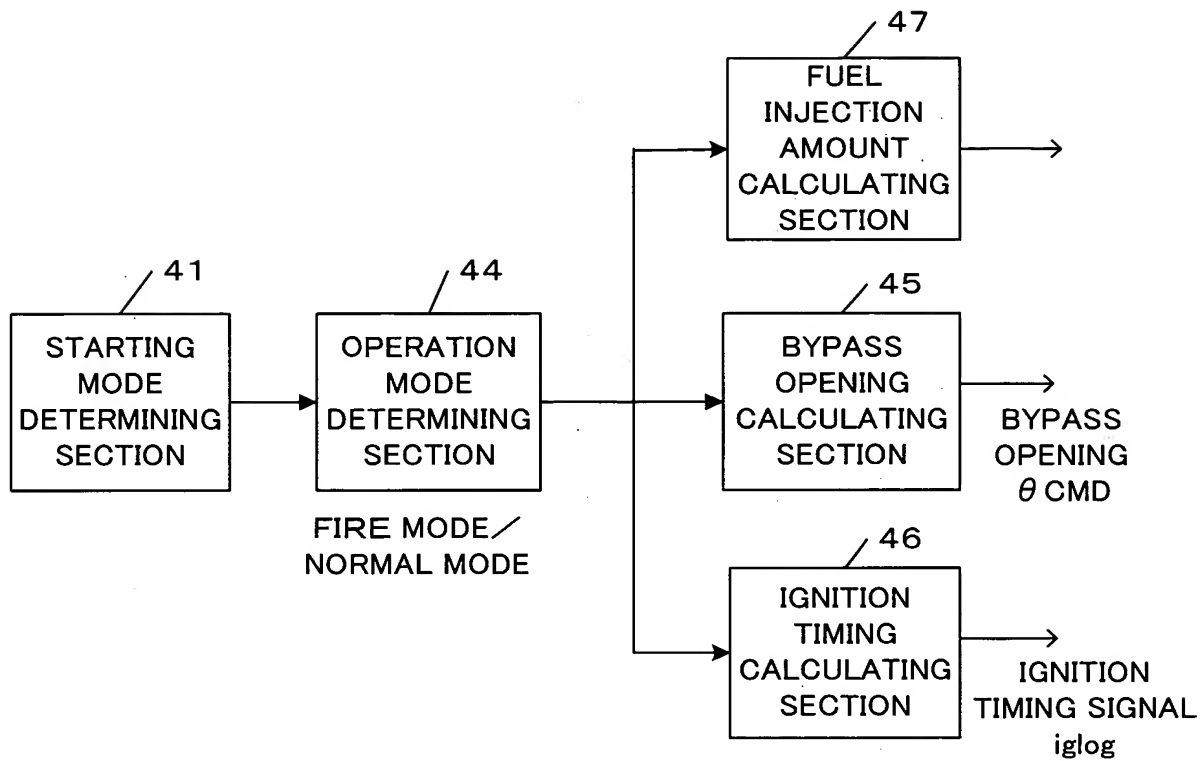 47
FUEL
INJECTION
AMOUNT
CALCULATING
SECTION
41
STARTING
MODE
DETERMINING
SECTION
44
OPERATION
MODE
DETERMINING
SECTION
FIRE MODE/
NORMAL MODE
45
BYPASS
OPENING
CALCULATING
SECTION
BYPASS
OPENING
θ CMD
46
IGNITION
TIMING
CALCULATING
SECTION
IGNITION
TIMING SIGNAL
iglog